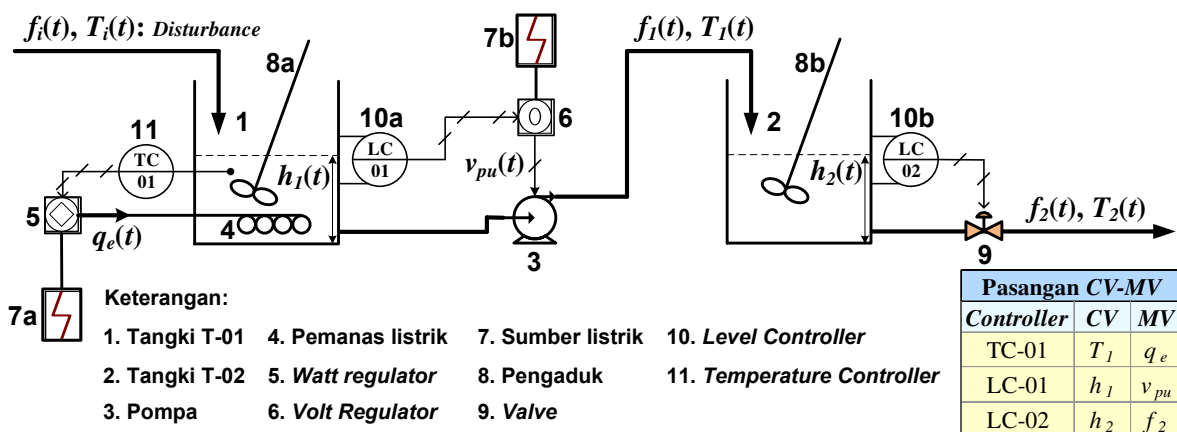 fi(t), Ti(t): Disturbance
f1(t), T1(t)
7b
8a
8b
1
10a
6
2
10b
11
TC
01
LC
01
LC
02
h1(t)
vpu(t)
h2(t)
5
qe(t)
4
3
f2(t), T2(t)
9
7a
Keterangan:
1. Tangki T-01 4. Pemanas listrik 7. Sumber listrik 10. Level Controller
2. Tangki T-02 5. Watt regulator 8. Pengaduk 11. Temperature Controller
3. Pompa 6. Volt Regulator 9. Valve
Pasangan CV-MV
Controller CV MV
TC-01 T1 qe
LC-01 h1 vpu
LC-02 h2 f2